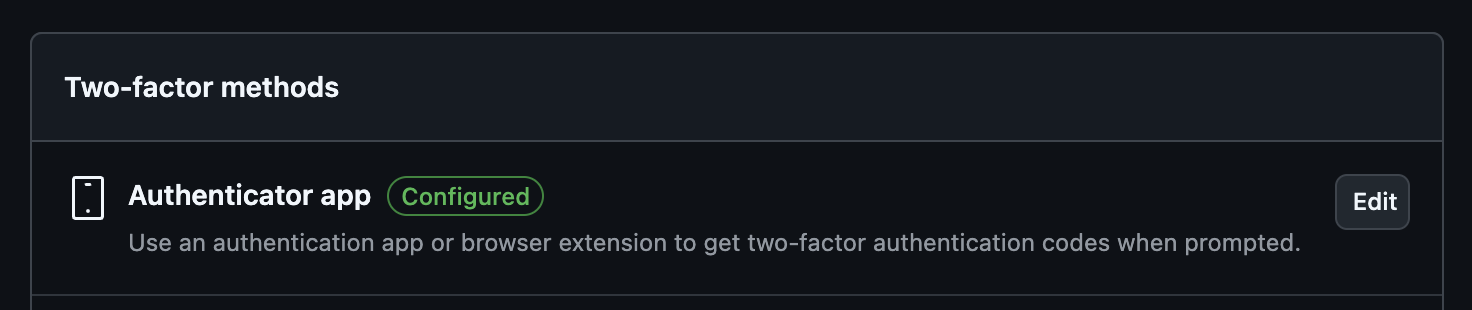 Two-factor methods
Authenticator app Configured
Edit
Use an authentication app or browser extension to get two-factor authentication codes when prompted.